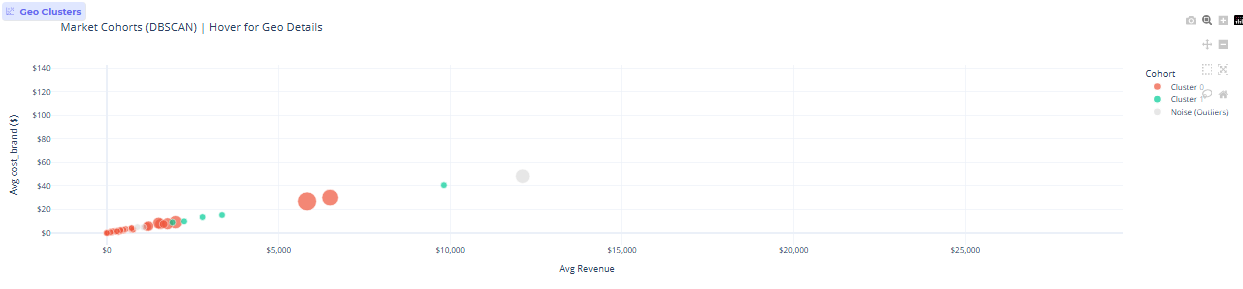 Geo Clusters
Market Cohorts (DBSCAN) | Hover for Geo Details
$140
$120
$100
$80
$60
$40
$20
$0
Avg cost_brand ($)
$0
$5,000
$10,000
$15,000
$20,000
$25,000
Avg Revenue
Cohort
Cluster 0
Cluster 1
Noise (Outliers)